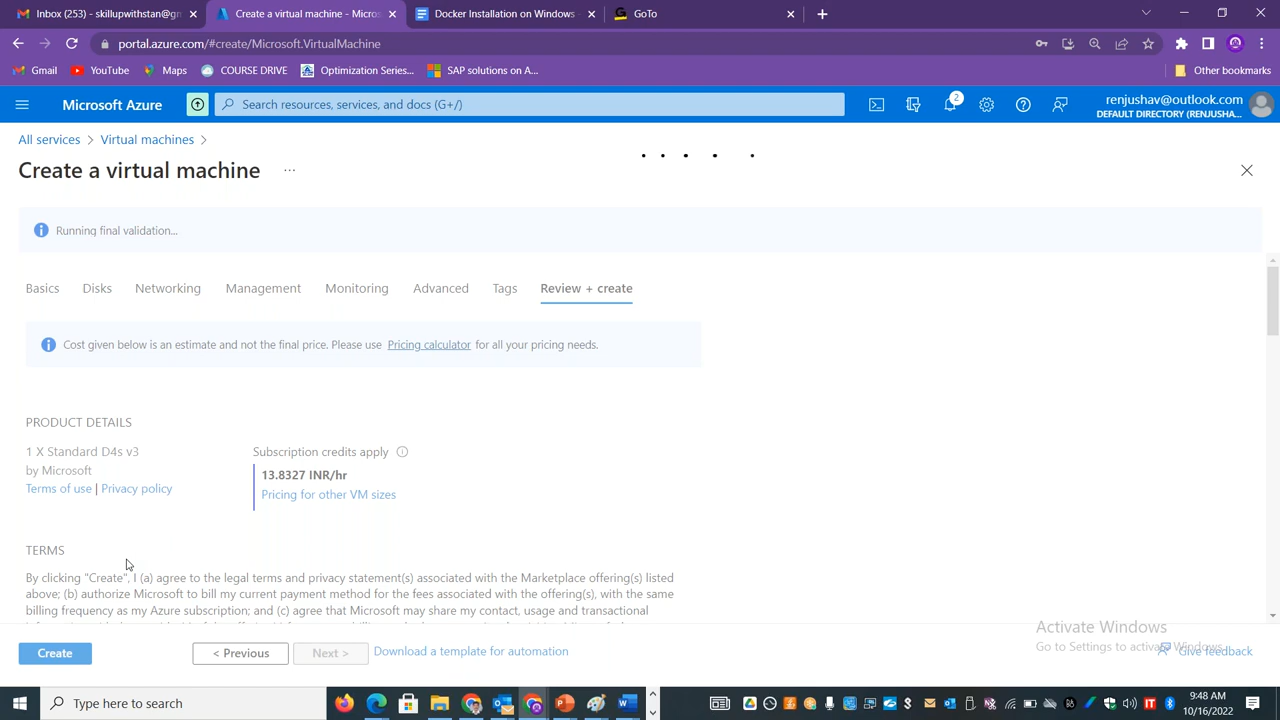 Inbox (253) - skillupwithstan@gn
Create a virtual machine - Micros
Docker Installation on Windows
GoTo
portal.azure.com/#create/Microsoft.VirtualMachine
Gmail
YouTube
Maps
COURSE DRIVE
Optimization Series...
SAP solutions on A...
Other bookmarks
Microsoft Azure
Search resources, services, and docs (G+/)
2
renjushav@outlook.com
DEFAULT DIRECTORY (RENJUSHA...
All services > Virtual machines >
Create a virtual machine ...
Running final validation...
Basics
Disks
Networking
Management
Monitoring
Advanced
Tags
Review + create
Cost given below is an estimate and not the final price. Please use Pricing calculator for all your pricing needs.
PRODUCT DETAILS
1 X Standard D4s v3
by Microsoft
Terms of use | Privacy policy
Subscription credits apply
13.8327 INR/hr
Pricing for other VM sizes
TERMS
By clicking "Create", I (a) agree to the legal terms and privacy statement(s) associated with the Marketplace offering(s) listed
above; (b) authorize Microsoft to bill my current payment method for the fees associated with the offering(s), with the same
billing frequency as my Azure subscription; and (c) agree that Microsoft may share my contact, usage and transactional
Create
< Previous
Next >
Download a template for automation
Activate Windows
Go to Settings to activate Windows.
Give feedback
Type here to search
9:48 AM
10/16/2022